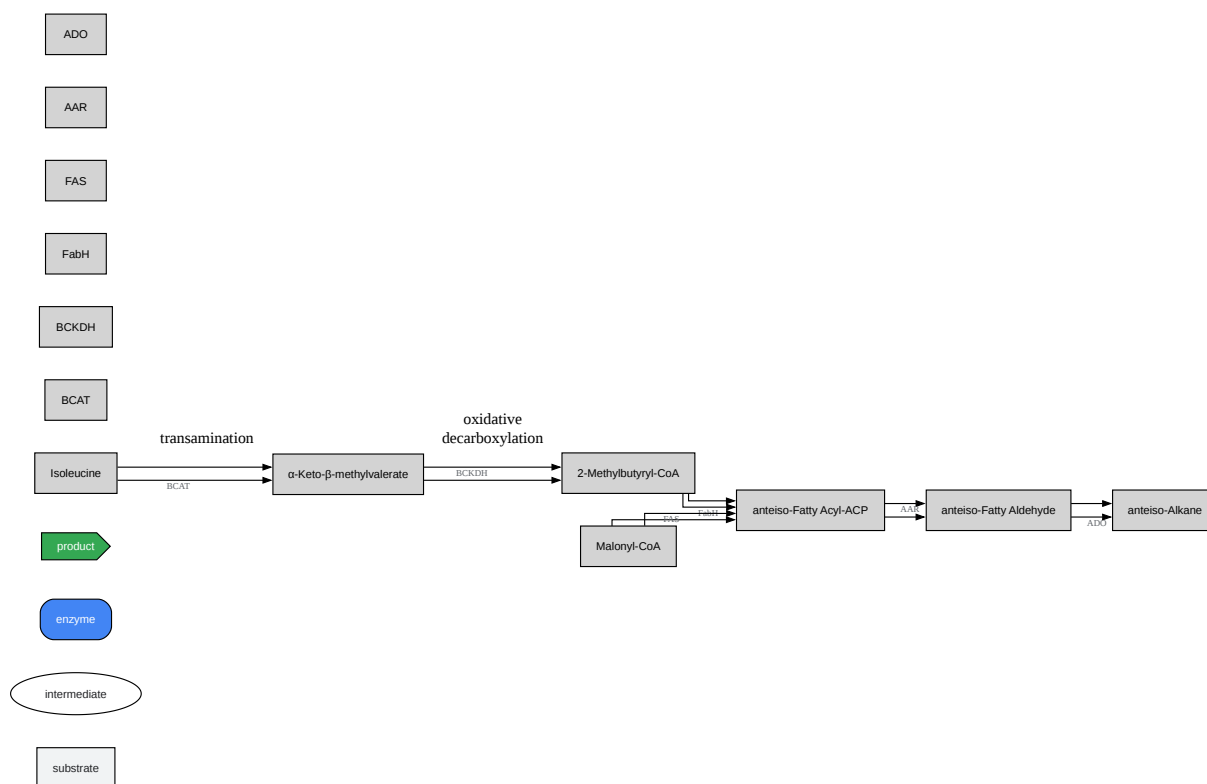 ADO
AAR
FAS
FabH
BCKDH
BCAT
transamination
oxidative
decarboxylation
Isoleucine
BCAT
α-Keto-β-methylvalerate
BCKDH
2-Methylbutyryl-CoA
Malonyl-CoA
FabH
FAS
anteiso-Fatty Acyl-ACP
AAR
anteiso-Fatty Aldehyde
ADO
anteiso-Alkane
product
enzyme
intermediate
substrate